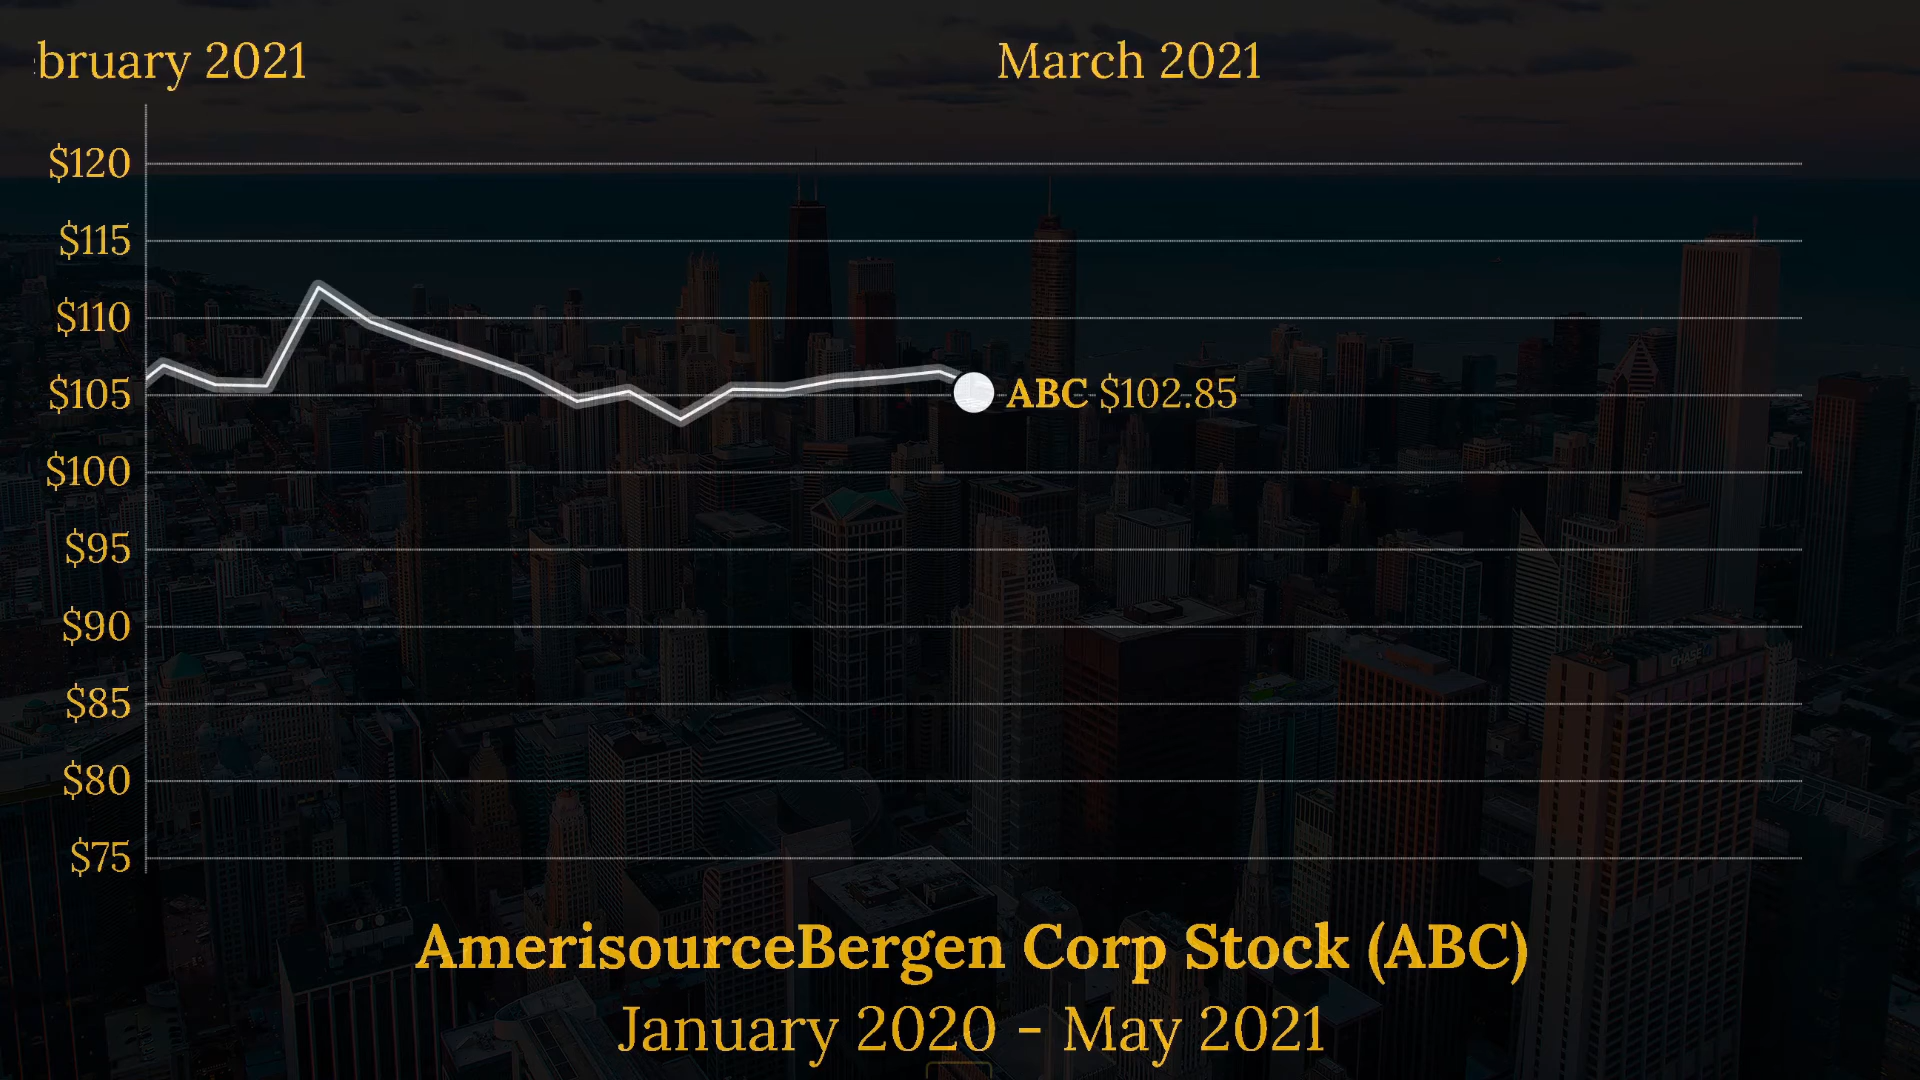 bruary 2021
March 2021
$120
$115
$110
$105
ABC $102.85
$100
$95
$90
$85
$80
$75
CHASE
AmerisourceBergen Corp Stock (ABC)
January 2020 - May 2021